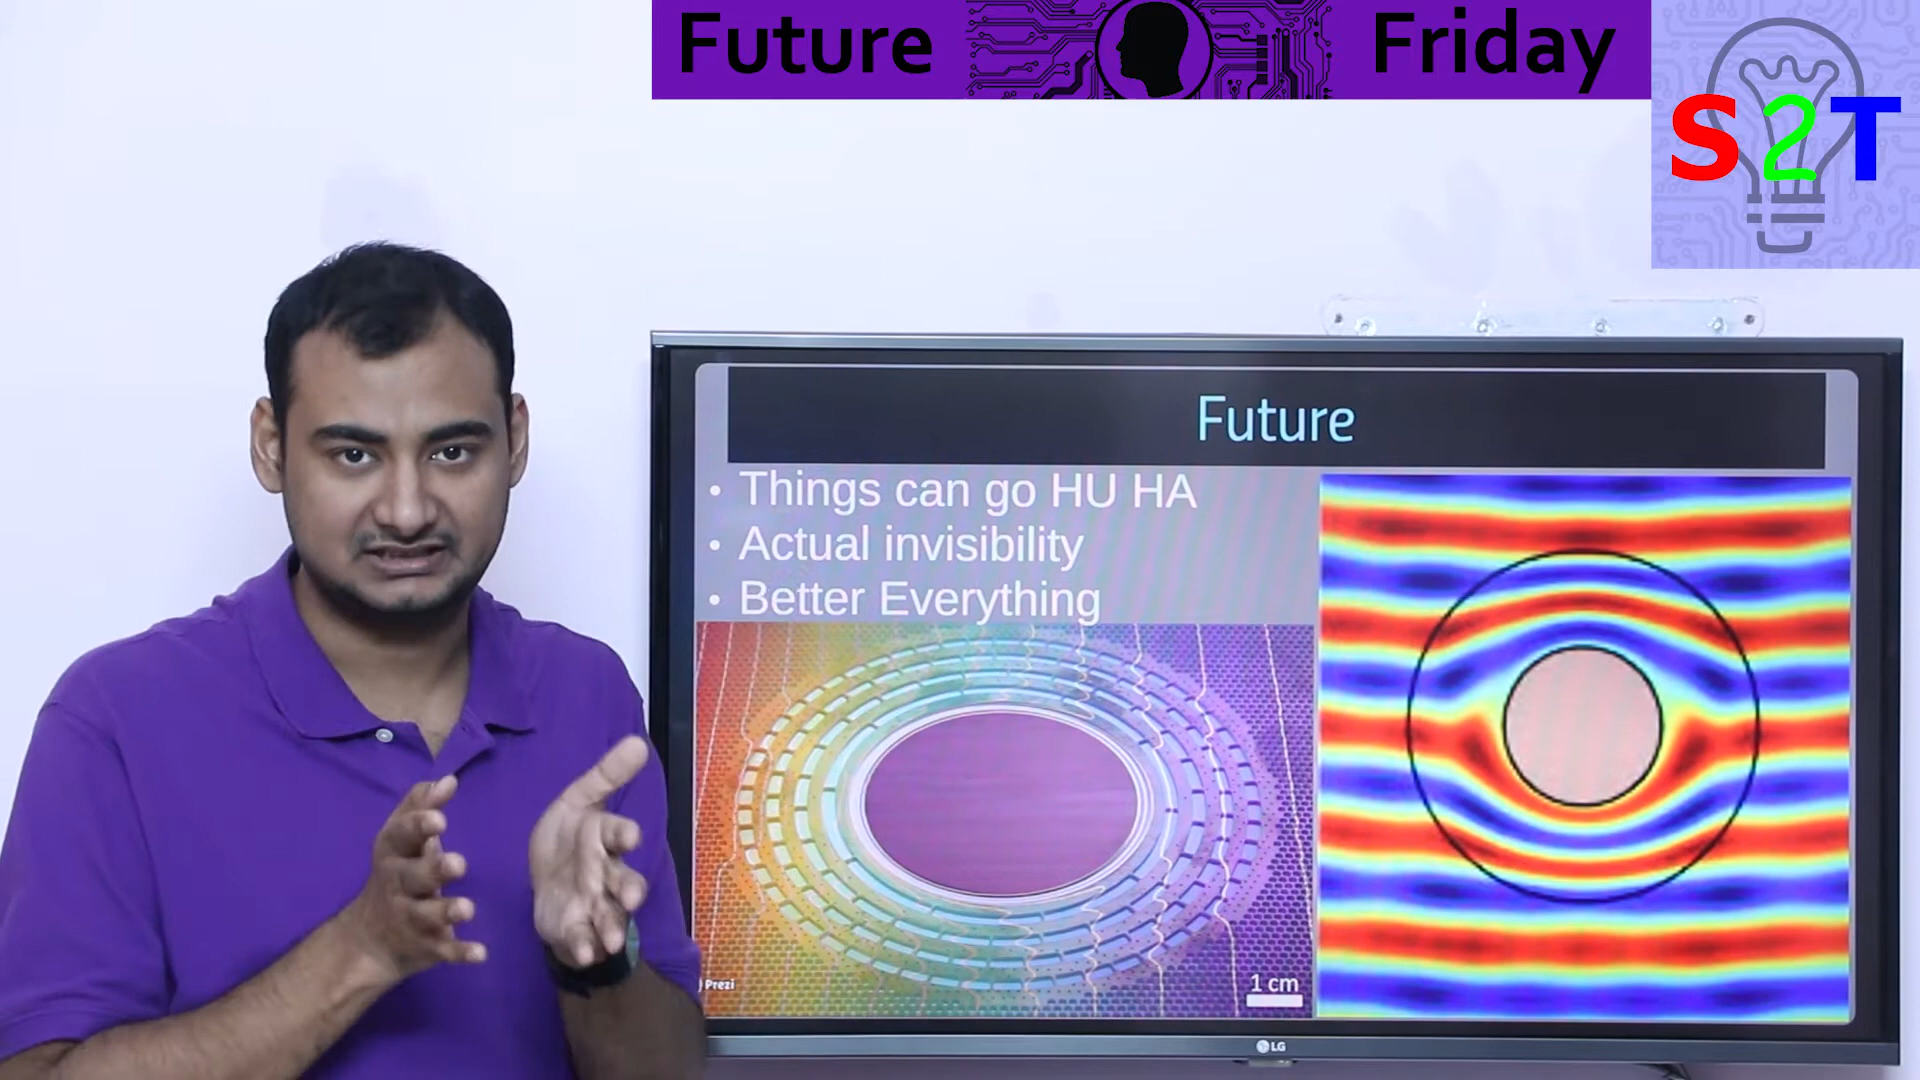 Future Friday
S2T
Future
• Things can go HU HA
• Actual invisibility
• Better Everything
Prezi
1 cm
LG